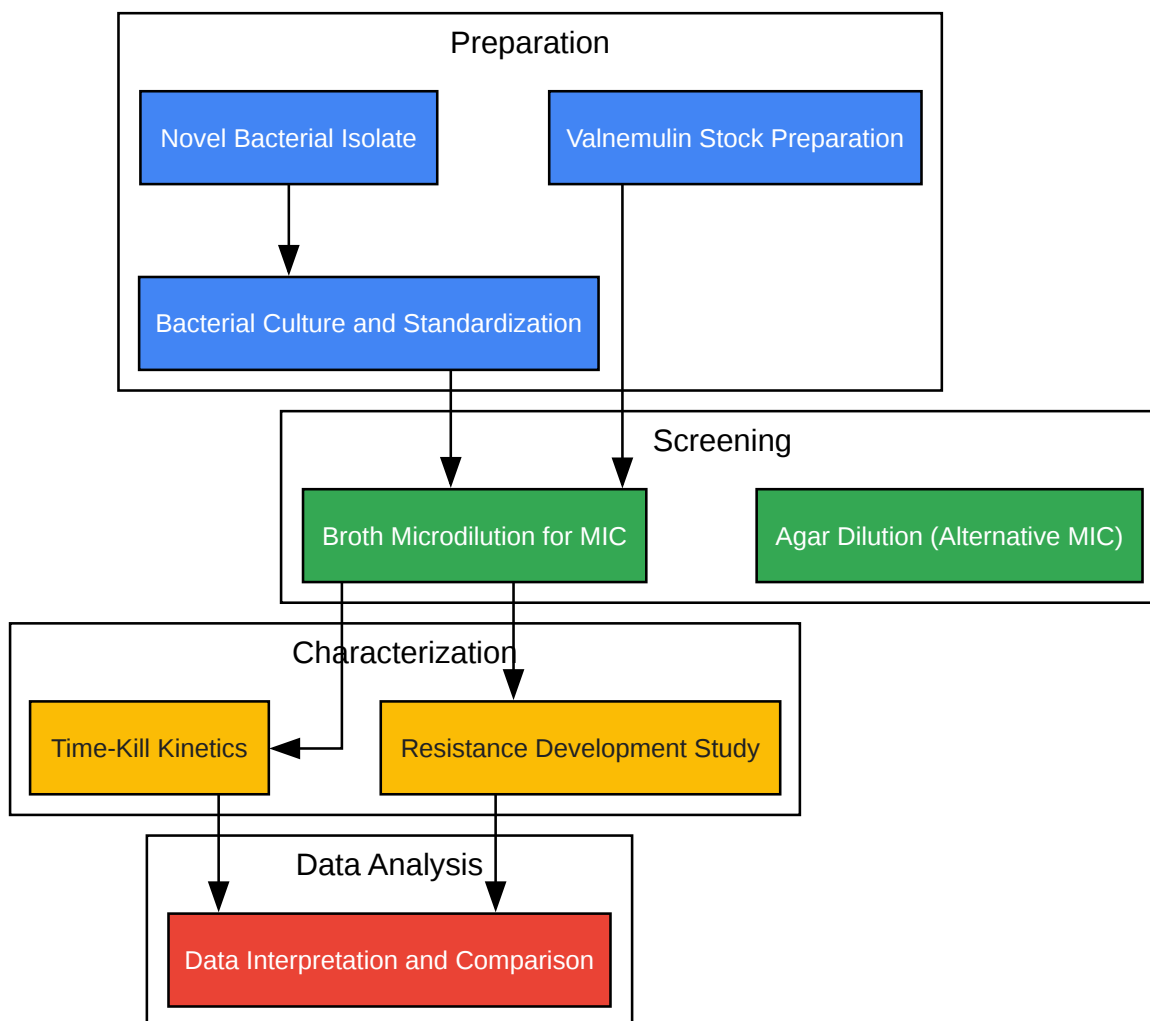 Preparation
Novel Bacterial Isolate
Valnemulin Stock Preparation
Bacterial Culture and Standardization
Screening
Broth Microdilution for MIC
Agar Dilution (Alternative MIC)
Characterization
Time-Kill Kinetics
Resistance Development Study
Data Analysis
Data Interpretation and Comparison